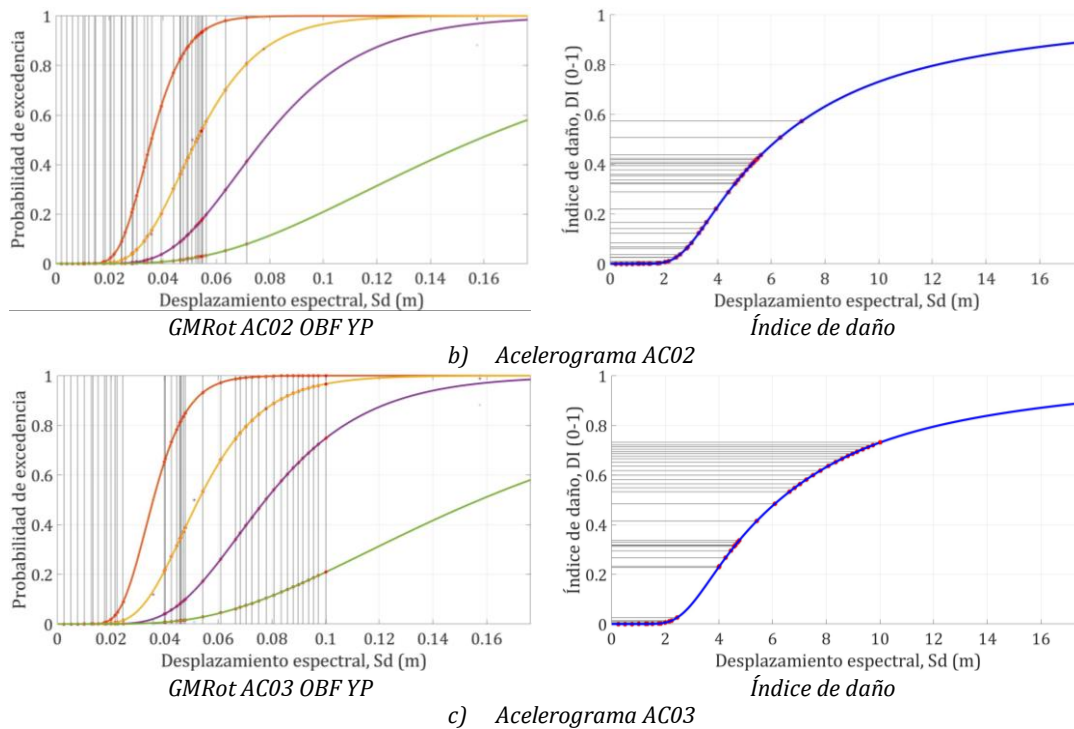 Probabilidad de excedencia
1
0.8
0.6
0.4
0.2
0
0 0.02 0.04 0.06 0.08 0.1 0.12 0.14 0.16
Desplazamiento espectral, Sd (m)
GMRot AC02 OBF YP
Índice de daño, DI (0-1)
1
0.8
0.6
0.4
0.2
0
0 2 4 6 8 10 12 14 16
Desplazamiento espectral, Sd (m)
Índice de daño
b) Acelerograma AC02
Probabilidad de excedencia
1
0.8
0.6
0.4
0.2
0
0 0.02 0.04 0.06 0.08 0.1 0.12 0.14 0.16
Desplazamiento espectral, Sd (m)
GMRot AC03 OBF YP
Índice de daño, DI (0-1)
1
0.8
0.6
0.4
0.2
0
0 2 4 6 8 10 12 14 16
Desplazamiento espectral, Sd (m)
Índice de daño
c) Acelerograma AC03